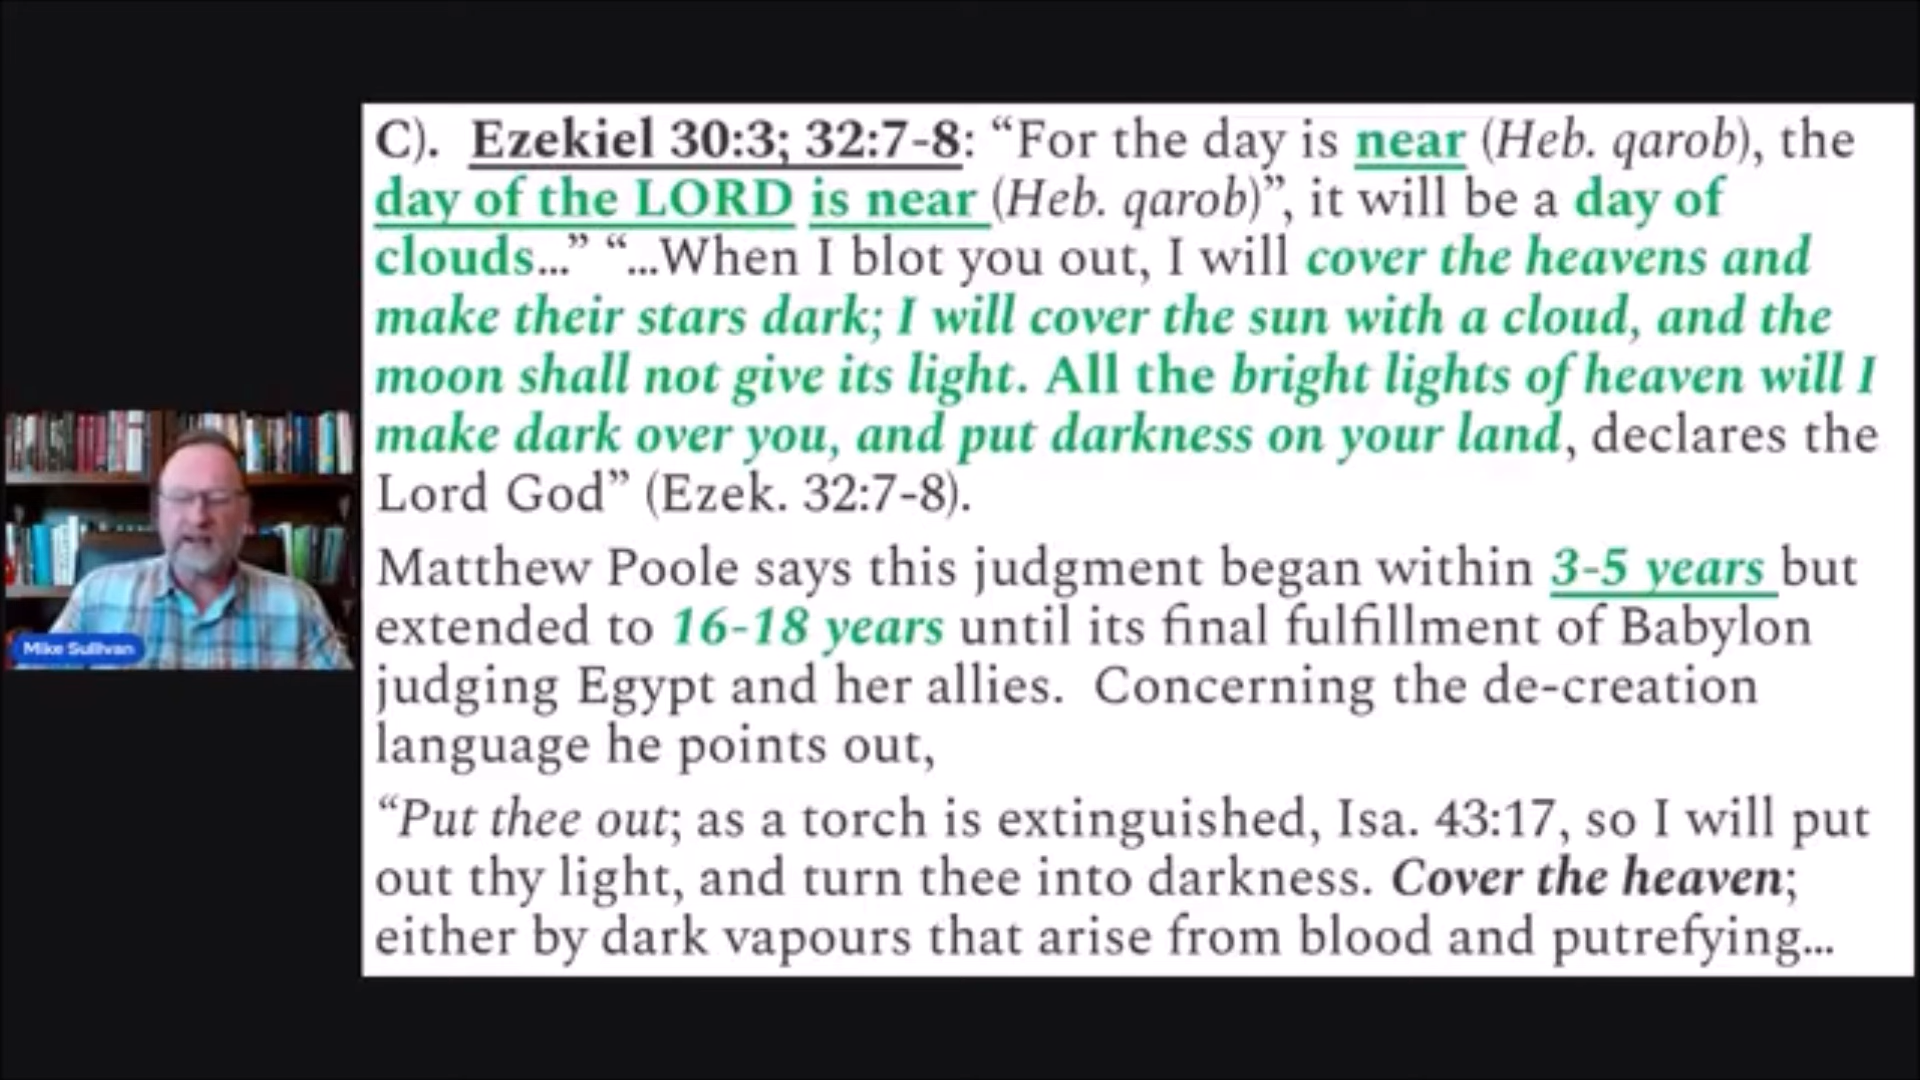 C). Ezekiel 30:3; 32:7-8: “For the day is near (Heb. qarob), the
day of the LORD is near (Heb. qarob)”, it will be a day of
clouds…” “…When I blot you out, I will cover the heavens and
make their stars dark; I will cover the sun with a cloud, and the
moon shall not give its light. All the bright lights of heaven will I
make dark over you, and put darkness on your land, declares the
Lord God” (Ezek. 32:7-8).
Matthew Poole says this judgment began within 3-5 years but
extended to 16-18 years until its final fulfillment of Babylon
judging Egypt and her allies. Concerning the de-creation
language he points out,
“Put thee out; as a torch is extinguished, Isa. 43:17, so I will put
out thy light, and turn thee into darkness. Cover the heaven;
either by dark vapours that arise from blood and putrefying…
Mike Sullivan